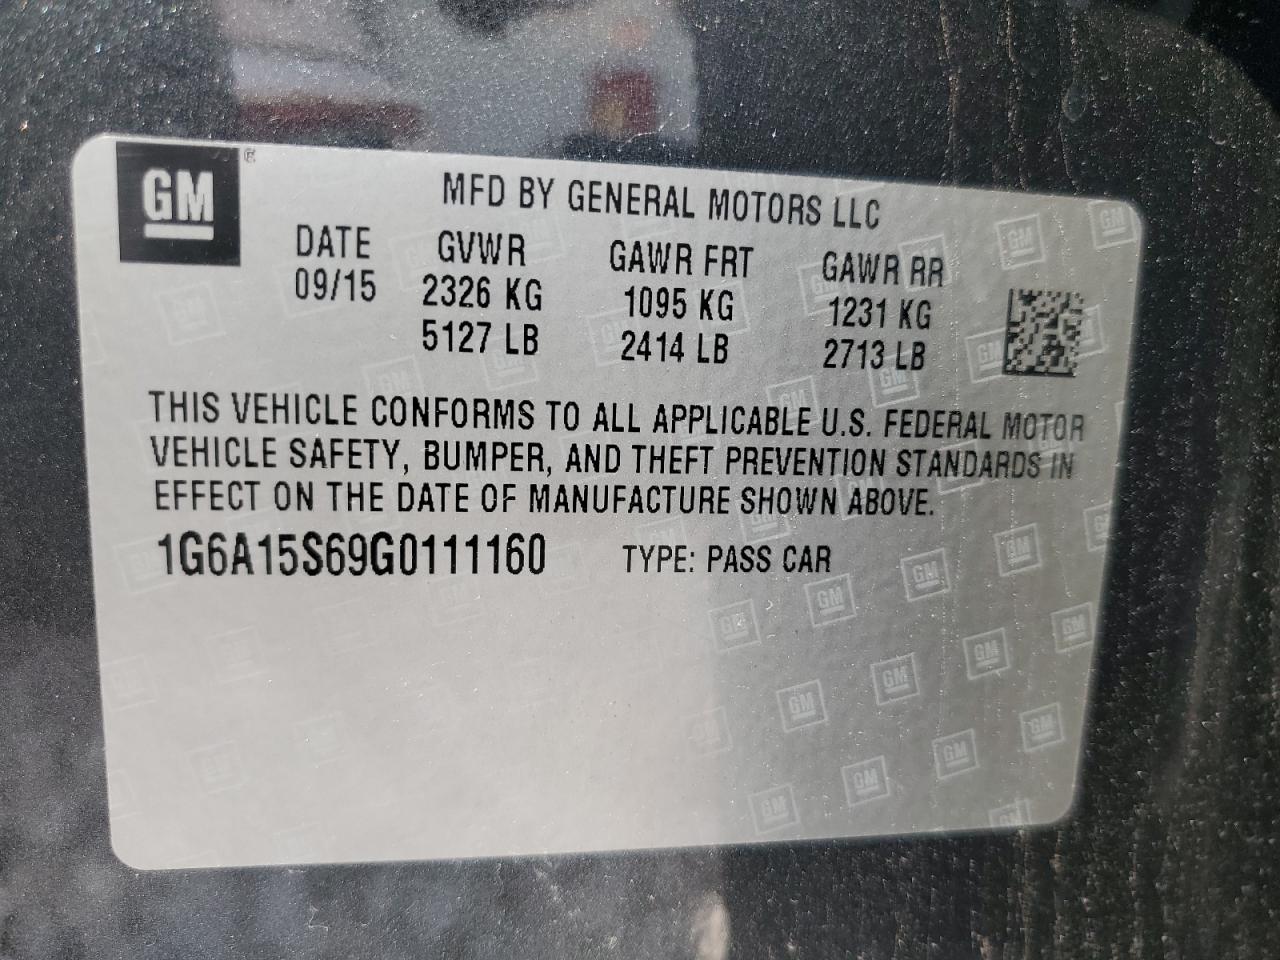 GM
MFD BY GENERAL MOTORS LLC
DATE GVWR GAWR FRT GAWR RR
09/15 2326 KG 1095 KG 1231 KG
5127 LB 2414 LB 2713 LB
THIS VEHICLE CONFORMS TO ALL APPLICABLE U.S. FEDERAL MOTOR
VEHICLE SAFETY, BUMPER, AND THEFT PREVENTION STANDARDS IN
EFFECT ON THE DATE OF MANUFACTURE SHOWN ABOVE.
1G6A15S69G0111160 TYPE: PASS CAR